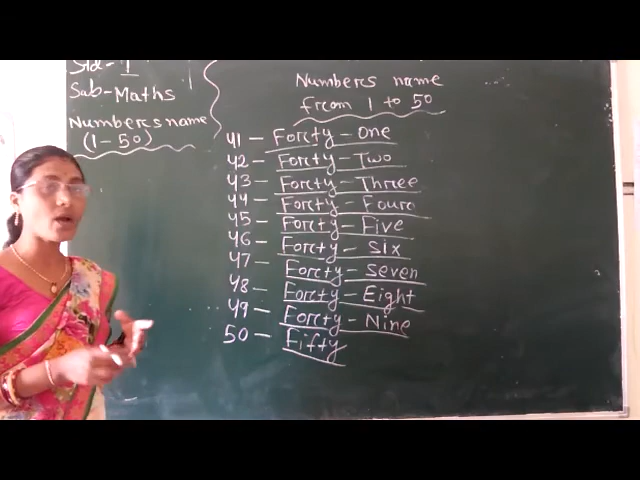 Std-I
Sub-Maths
Numbers name
(1-50)
Numbers name
from 1 to 50
41 - Forty-one
42 - Forty-Two
43 - Forty-Three
44 - Forty-Four
45 - Forty-Five
46 - Forty-Six
47 - Forty-Seven
48 - Forty-Eight
49 - Forty-Nine
50 - Fifty